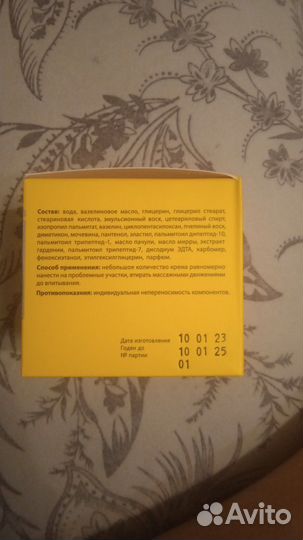 Состав: вода, вазелиновое масло, глицерин, глицерил стеарат,
стеариновая кислота, эмульсионный воск, цетеариловый спирт,
изопропил пальмитат, вазелин, циклопентасилоксан, пчелиный воск,
диметикон, мочевина, пантенол, эластил, пальмитоил дипептид-10,
пальмитоил трипептид-1, масло пачули, масло мирры, экстракт
гардении, пальмитоил трипептид-7, дисодиум ЭДТА, карбомер,
феноксиэтанол, этилгексилглицерин, парфюм.
Способ применения: небольшое количество крема равномерно
нанести на проблемные участки, втирать массажными движениями
до впитывания.
Противопоказания: индивидуальная непереносимость компонентов.
Дата изготовления 10 01 23
Годен до 10 01 25
№ партии 01
Avito